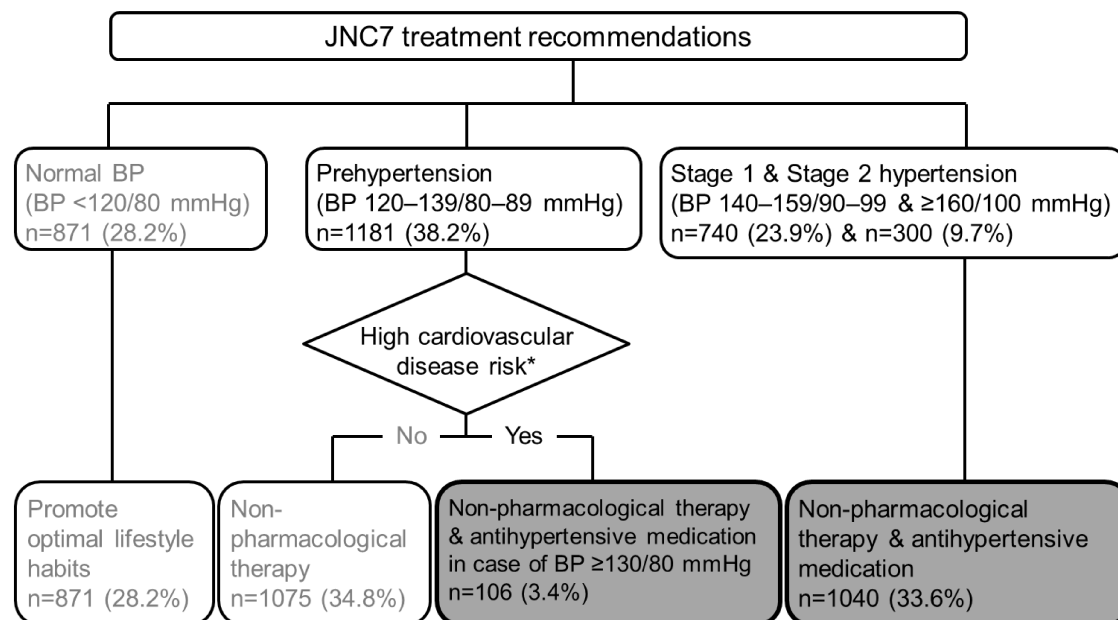 JNC7 treatment recommendations
Normal BP
(BP <120/80 mmHg)
n=871 (28.2%)
Prehypertension
(BP 120–139/80–89 mmHg)
n=1181 (38.2%)
Stage 1 & Stage 2 hypertension
(BP 140–159/90–99 & ≥160/100 mmHg)
n=740 (23.9%) & n=300 (9.7%)
High cardiovascular
disease risk*
No
Yes
Promote
optimal lifestyle
habits
n=871 (28.2%)
Non-
pharmacological
therapy
n=1075 (34.8%)
Non-pharmacological therapy
& antihypertensive medication
in case of BP ≥130/80 mmHg
n=106 (3.4%)
Non-pharmacological
therapy & antihypertensive
medication
n=1040 (33.6%)